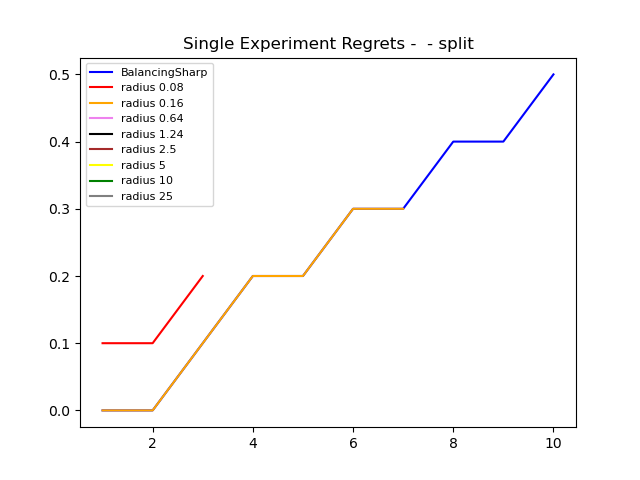 Single Experiment Regrets -  - split
0.5
0.4
0.3
0.2
0.1
0.0
BalancingSharp
radius 0.08
radius 0.16
radius 0.64
radius 1.24
radius 2.5
radius 5
radius 10
radius 25
2 4 6 8 10